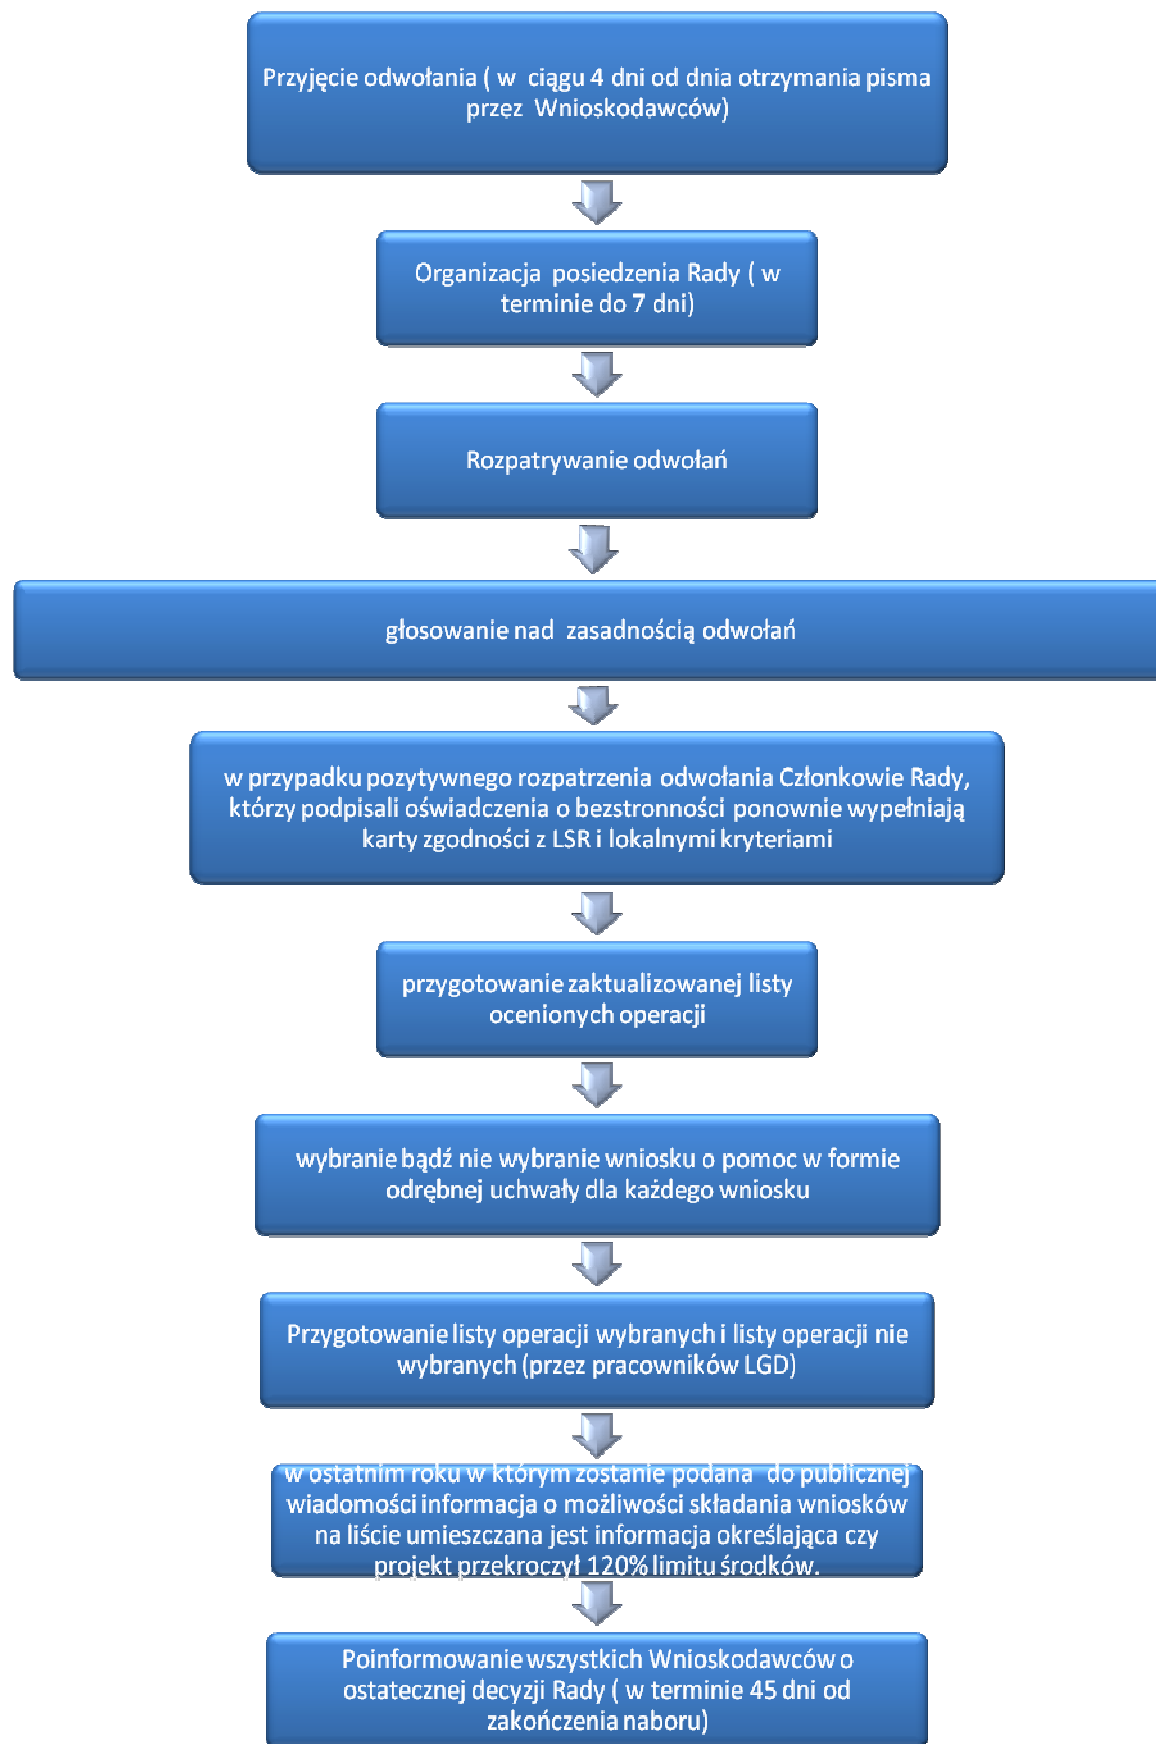 Przyjęcie odwołania ( w ciągu 4 dni od dnia otrzymania pisma
przez Wnioskodawców)
Organizacja posiedzenia Rady ( w
terminie do 7 dni)
Rozpatrywanie odwołań
głosowanie nad zasadnością odwołań
w przypadku pozytywnego rozpatrzenia odwołania Członkowie Rady,
którzy podpisali oświadczenia o bezstronności ponownie wypełniają
karty zgodności z LSR i lokalnymi kryteriami
przygotowanie zaktualizowanej listy
ocenionych operacji
wybranie bądź nie wybranie wniosku o pomoc w formie
odrębnej uchwały dla każdego wniosku
Przygotowanie listy operacji wybranych i listy operacji nie
wybranych (przez pracowników LGD)
w ostatnim roku w którym zostanie podana do publicznej
wiadomości informacja o możliwości składania wniosków
na liście umieszczana jest informacja określająca czy
projekt przekroczył 120% limitu środków.
Poinformowanie wszystkich Wnioskodawców o
ostatecznej decyzji Rady ( w terminie 45 dni od
zakończenia naboru)